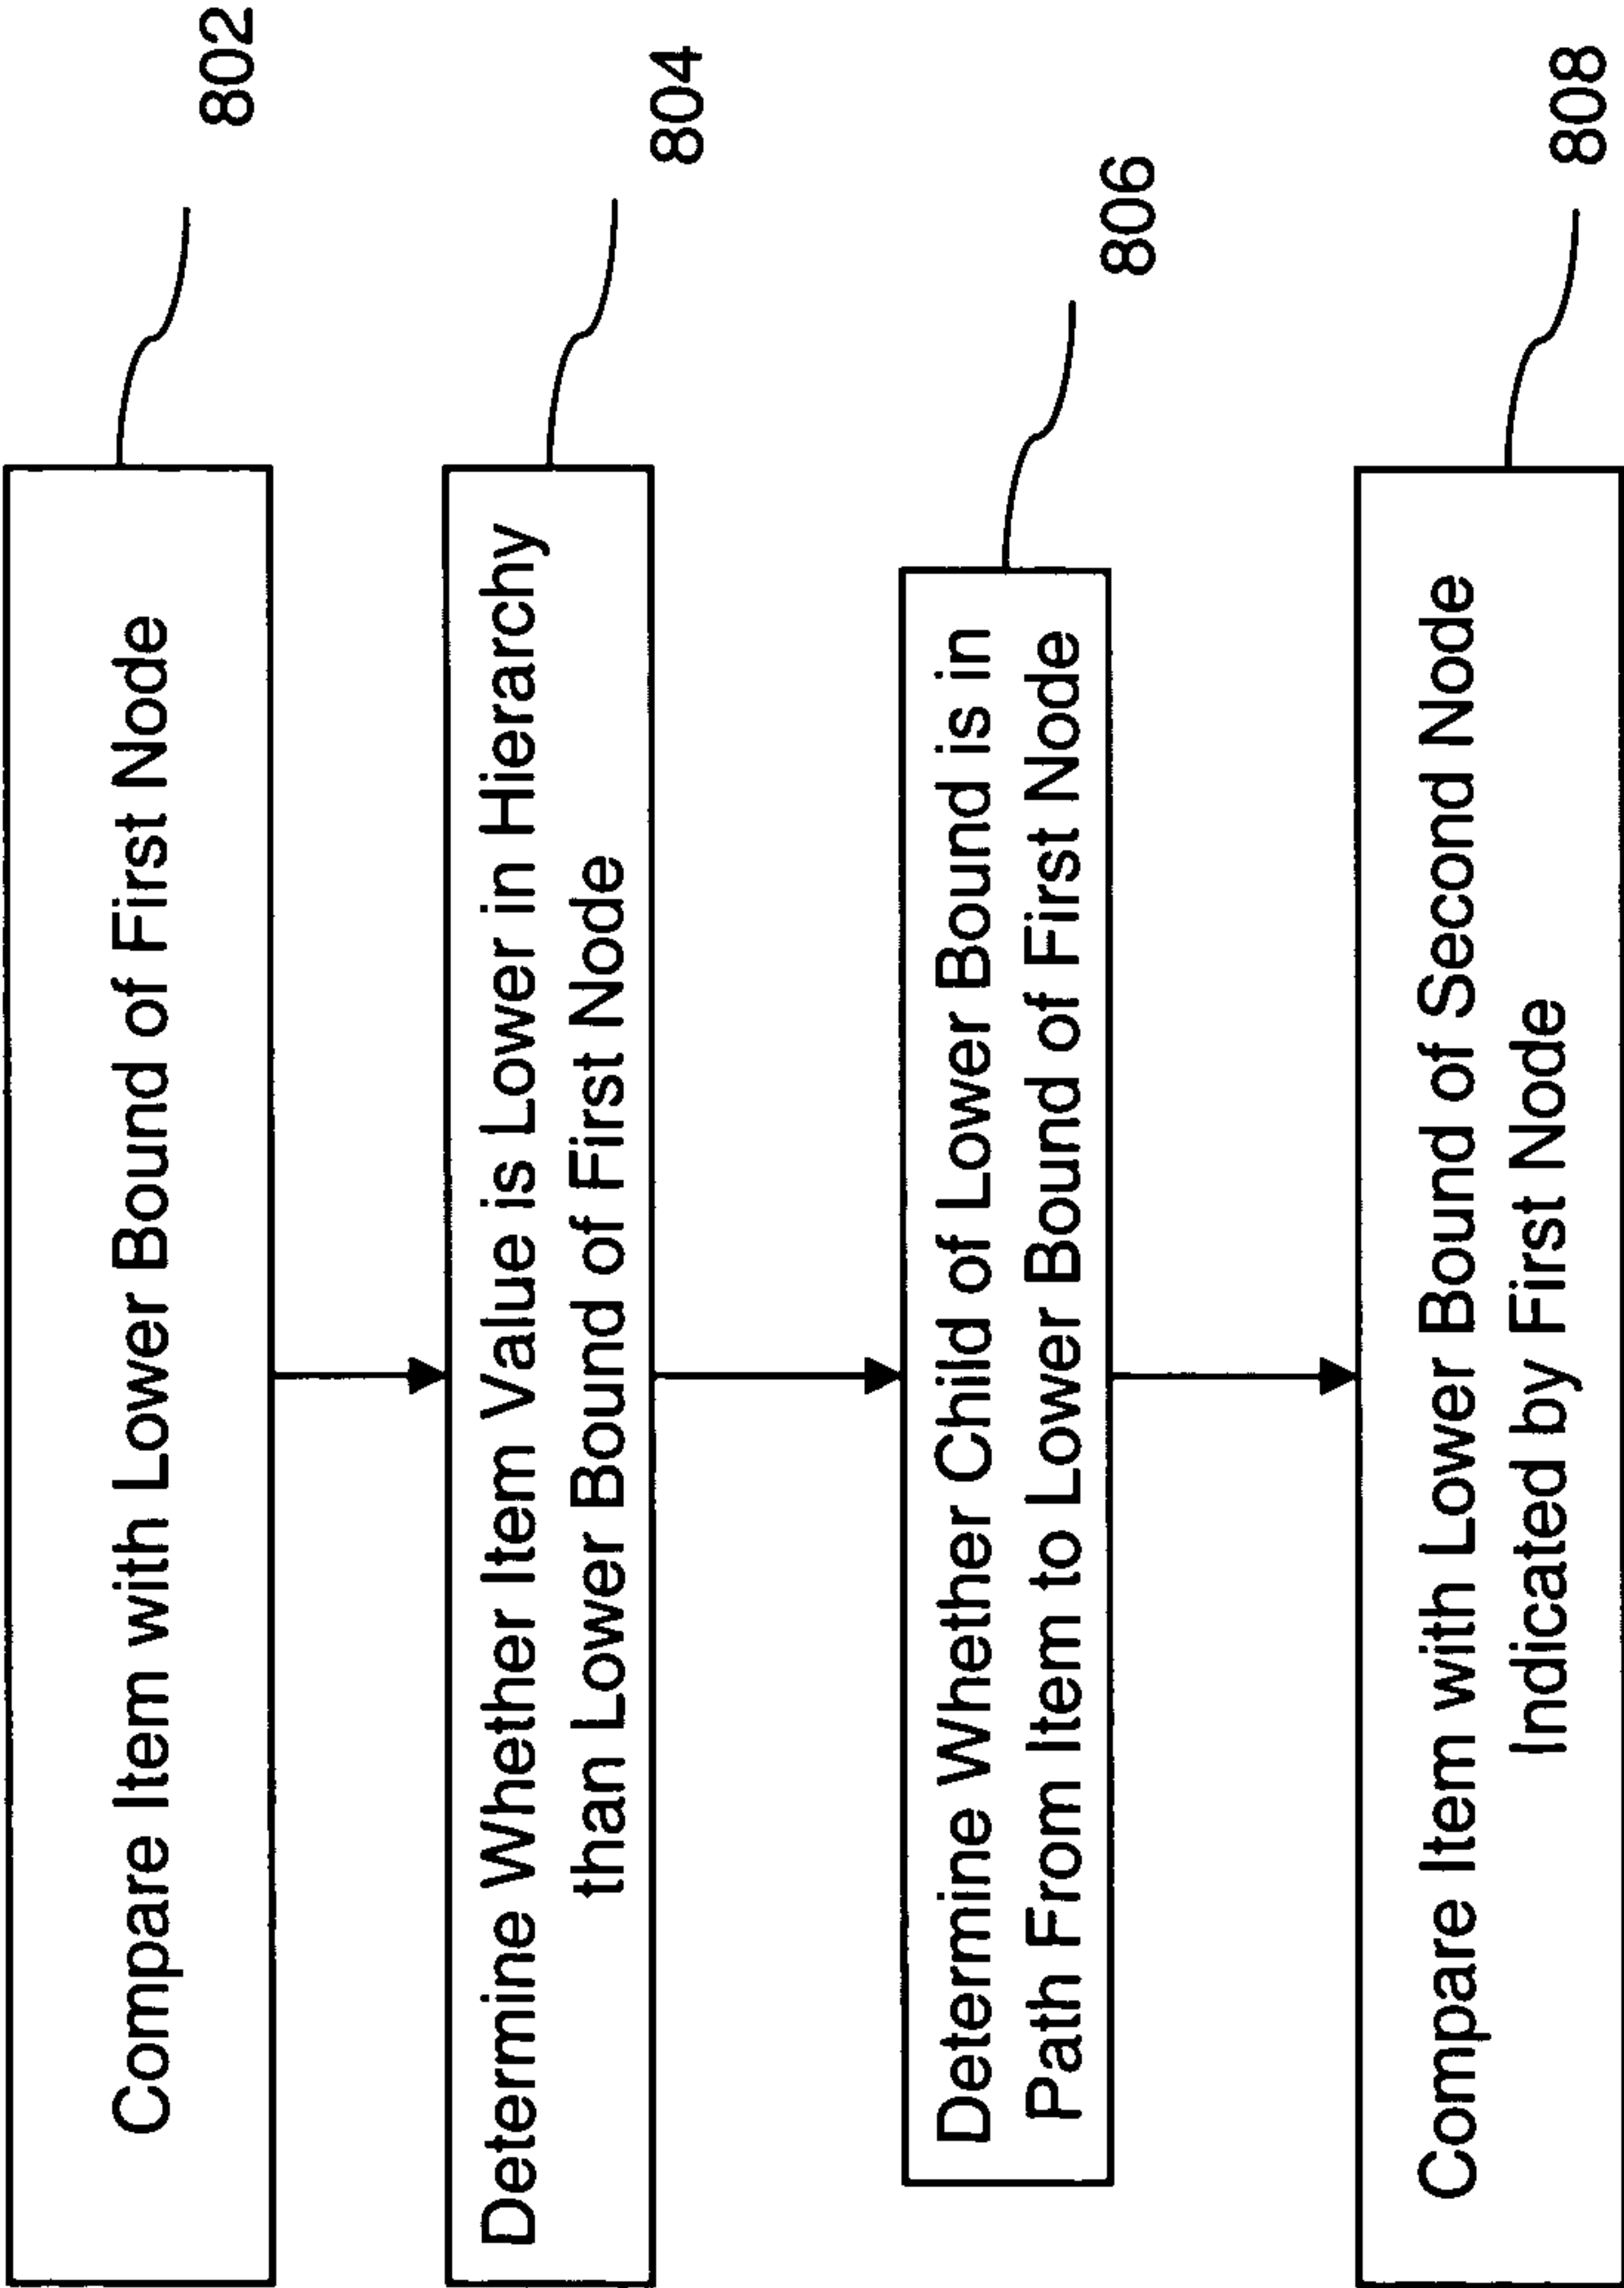 Compare Item with Lower Bound of First Node
802
Determine Whether Item Value is Lower in Hierarchy
than Lower Bound of First Node
804
Determine Whether Child of Lower Bound is in
Path From Item to Lower Bound of First Node
806
Compare Item with Lower Bound of Second Node
Indicated by First Node
808